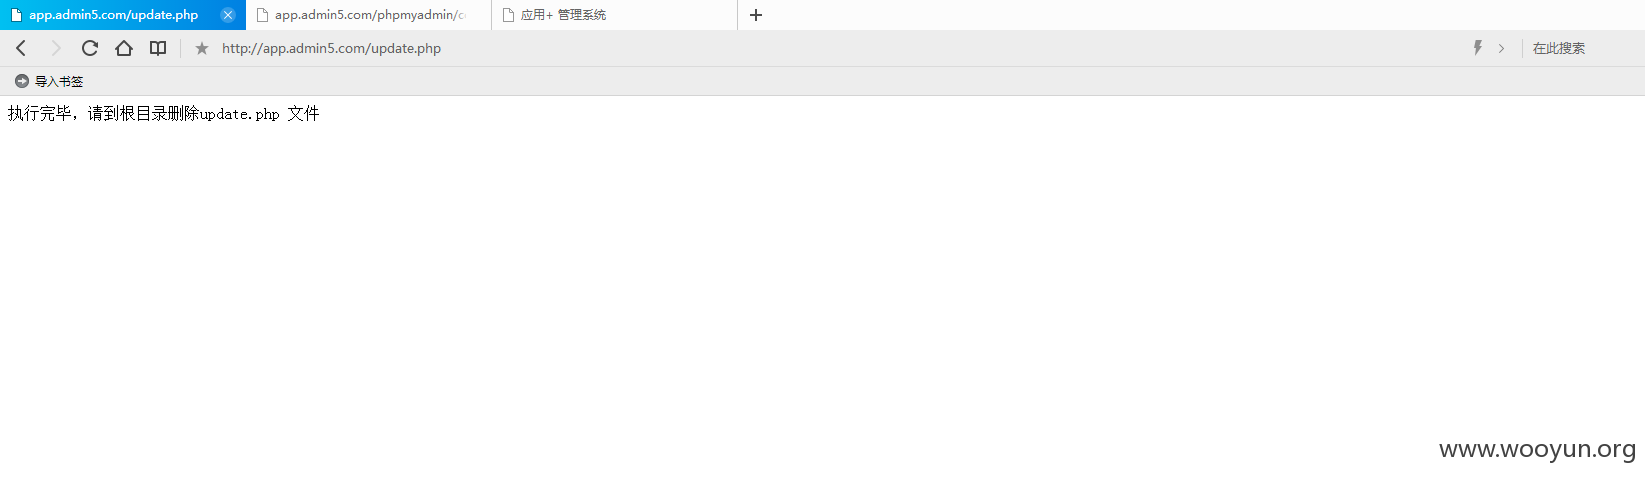 app.admin5.com/update.php
app.admin5.com/phpmyadmin/c
应用+ 管理系统
http://app.admin5.com/update.php
在此搜索
导入书签
执行完毕，请到根目录删除update.php 文件
www.wooyun.org